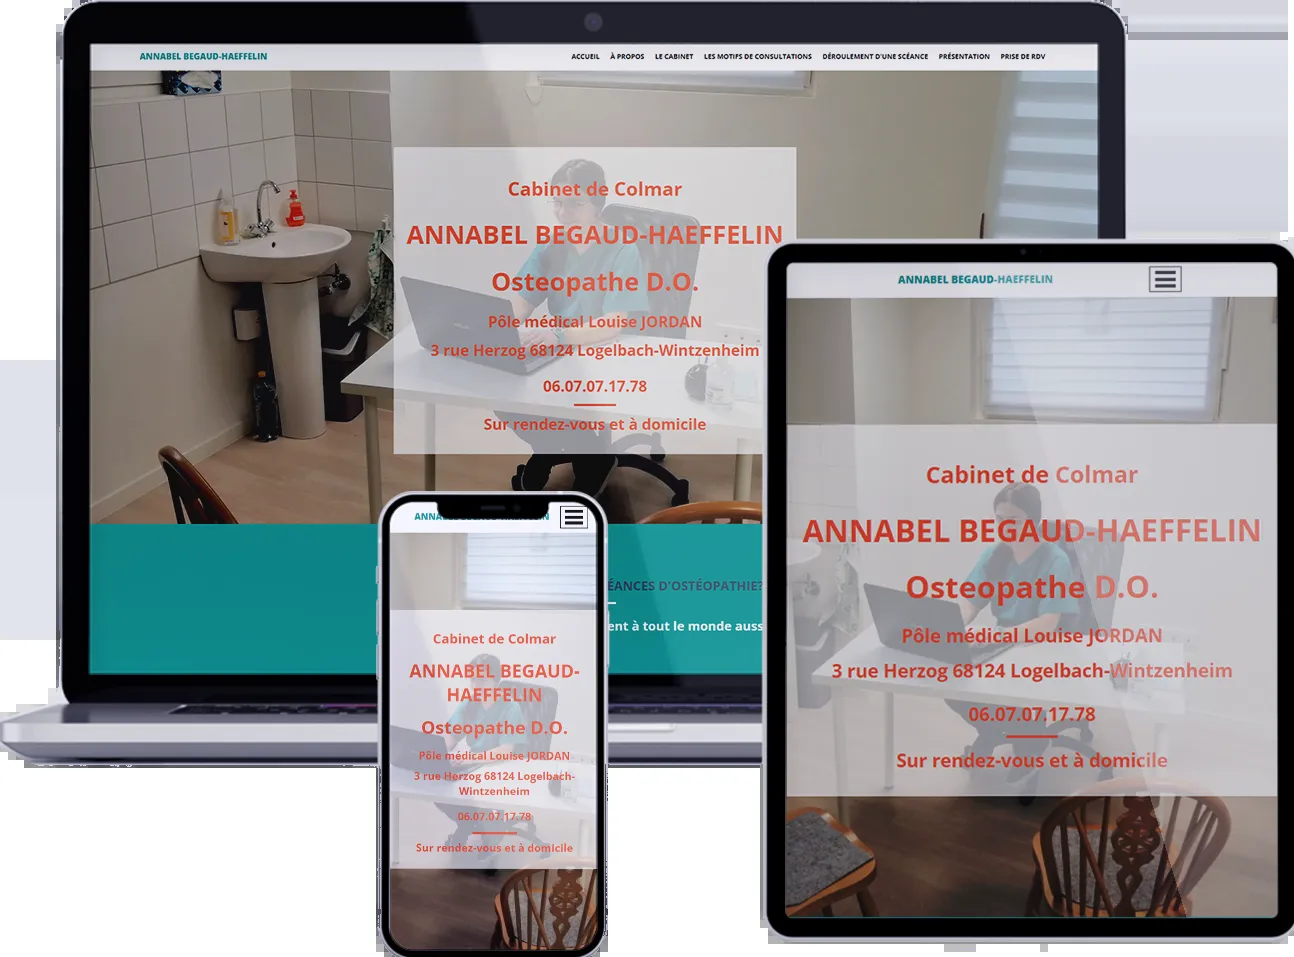 ANNABEL BEGAUD-HAEFFELIN
ACCUEIL À PROPOS LE CABINET LES MOTIFS DE CONSULTATIONS DÉROULEMENT D'UNE SCÉANCE PRÉSENTATION PRISE DE RDV
Cabinet de Colmar
ANNABEL BEGAUD-HAEFFELIN
Osteopathe D.O.
Pôle médical Louise JORDAN
3 rue Herzog 68124 Logelbach-Wintzenheim
06.07.07.17.78
Sur rendez-vous et à domicile
ÉANCES D'OSTÉOPATHIE?
ent à tout le monde auss
ANNABEL BEGAUD-HAEFFELIN
Cabinet de Colmar
ANNABEL BEGAUD-HAEFFELIN
Osteopathe D.O.
Pôle médical Louise JORDAN
3 rue Herzog 68124 Logelbach-Wintzenheim
06.07.07.17.78
Sur rendez-vous et à domicile
Cabinet de Colmar
ANNABEL BEGAUD-
HAEFFELIN
Osteopathe D.O.
Pôle médical Louise JORDAN
3 rue Herzog 68124 Logelbach-
Wintzenheim
06.07.07.17.78
Sur rendez-vous et à domicile